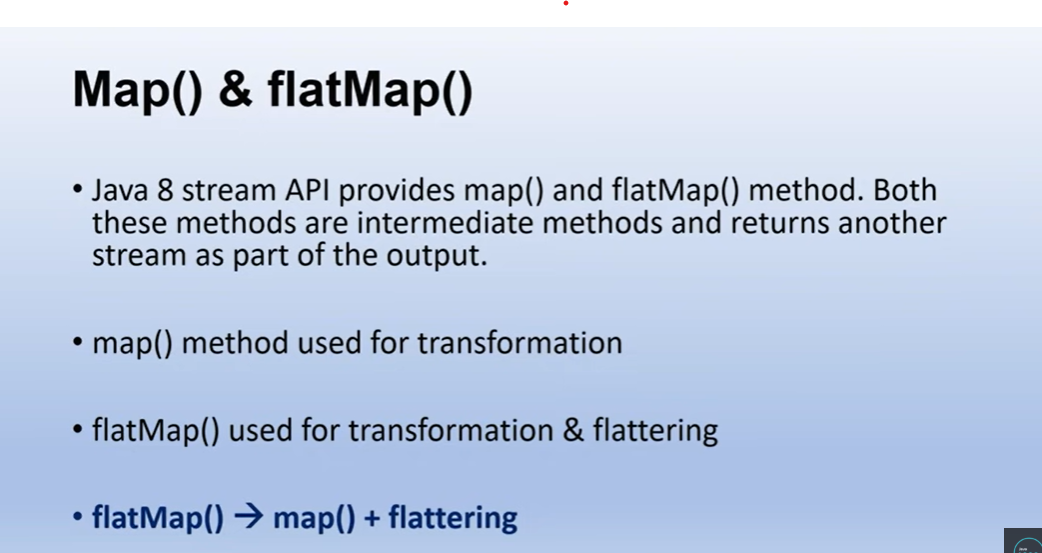 Map() & flatMap()
• Java 8 stream API provides map() and flatMap() method. Both
these methods are intermediate methods and returns another
stream as part of the output.
• map() method used for transformation
• flatMap() used for transformation & flattering
• flatMap() → map() + flattering